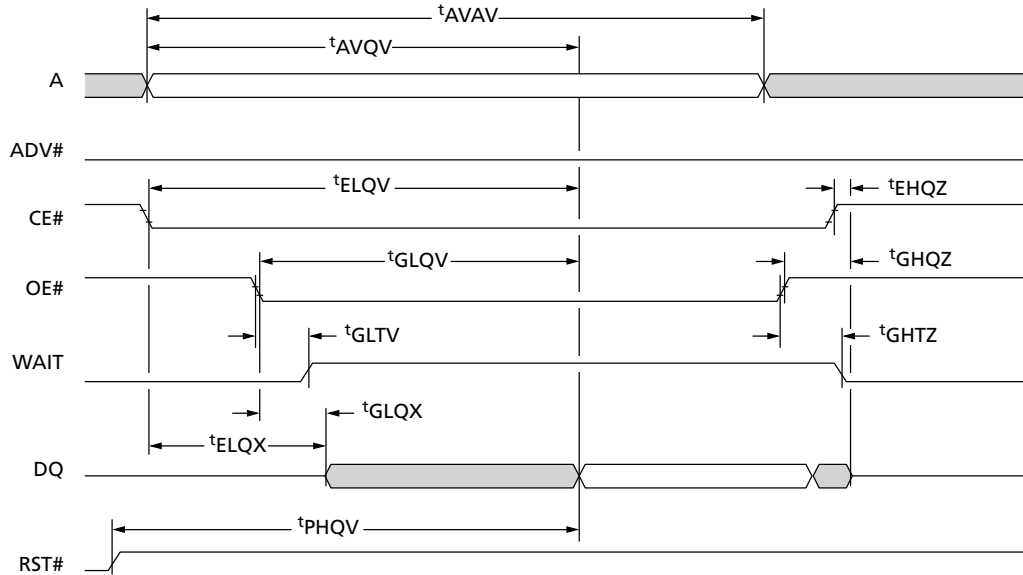 tAVAV
tAVQV
A
ADV#
tELQV
tEHQZ
CE#
tGLQV
tGHQZ
OE#
tGLTV
tGHTZ
WAIT
tGLQX
tELQX
DQ
tPHQV
RST#